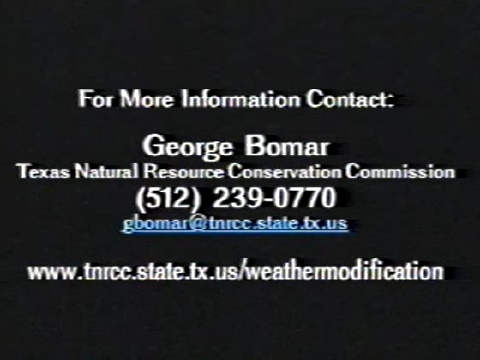 For More Information Contact:
George Bomar
Texas Natural Resource Conservation Commission
(512) 239-0770
gbomar@tnrcc.state.tx.us
www.tnrcc.state.tx.us/weathermodification